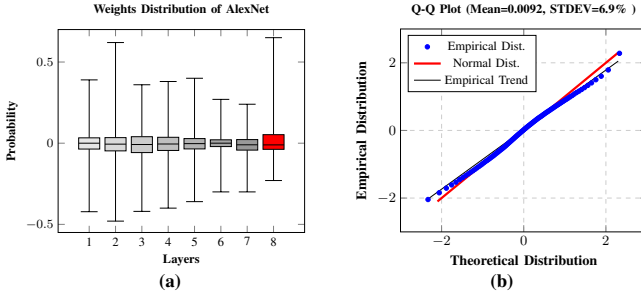 Weights Distribution of AlexNet
0.5
0
−0.5
Probability
1 2 3 4 5 6 7 8
Layers
(a)
Q-Q Plot (Mean=0.0092, STDEV=6.9% )
Empirical Dist.
Normal Dist.
Empirical Trend
2
0
−2
Empirical Distribution
−2 0 2
Theoretical Distribution
(b)